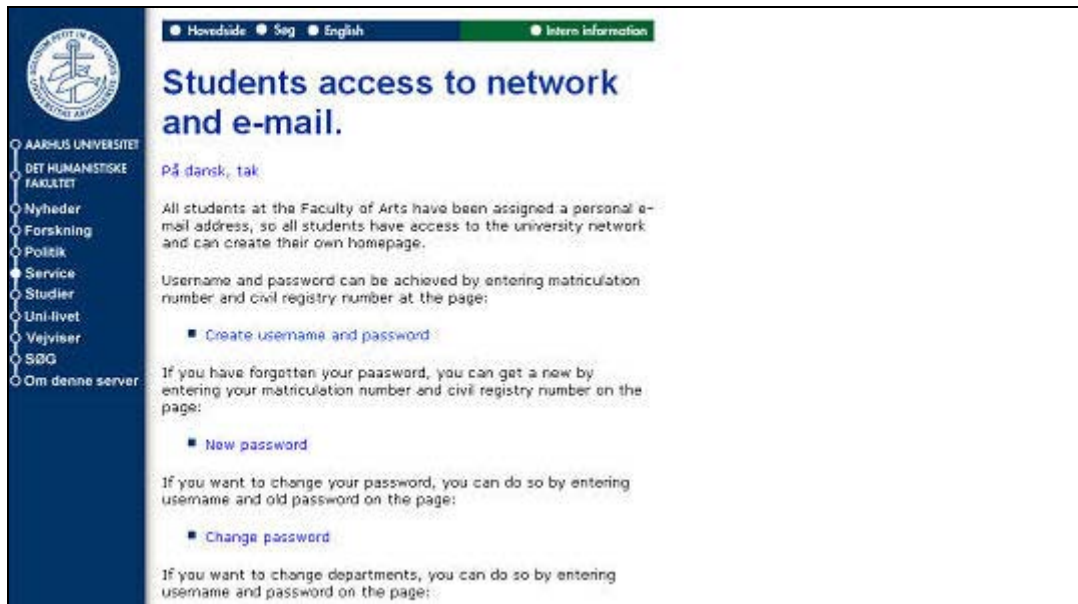 Hovedside Søg English Intern information
Students access to network
and e-mail.
AARHUS UNIVERSITET
DET HUMANISTISKE
FAKULTET
Nyheder
Forskning
Politik
Service
Studier
Uni-livet
Vejviser
SØG
Om denne server
På dansk, tak
All students at the Faculty of Arts have been assigned a personal e-
mail address, so all students have access to the university network
and can create their own homepage.
Username and password can be achieved by entering matriculation
number and civil registry number at the page:
Create username and password
If you have forgotten your paassword, you can get a new by
entering your matriculation number and civil registry number on the
page:
New password
If you want to change your password, you can do so by entering
username and old password on the page:
Change password
If you want to change departments, you can do so by entering
username and password on the page: